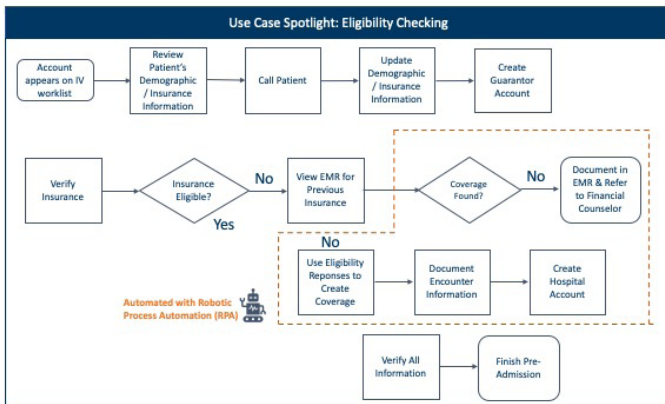 Use Case Spotlight: Eligibility Checking
Account
appears on IV
worklist
Review
Patient's
Demographic
/ Insurance
Information
Call Patient
Update
Demographic
/ Insurance
Information
Create
Guarantor
Account
Verify
Insurance
Insurance
Eligible?
No
Yes
View EMR for
Previous
Insurance
Coverage
Found?
No
Document in
EMR & Refer
to Financial
Counselor
No
Use Eligibility
Reponses to
Create
Coverage
Document
Encounter
Information
Create
Hospital
Account
Automated with Robotic
Process Automation (RPA)
Verify All
Information
Finish Pre-
Admission